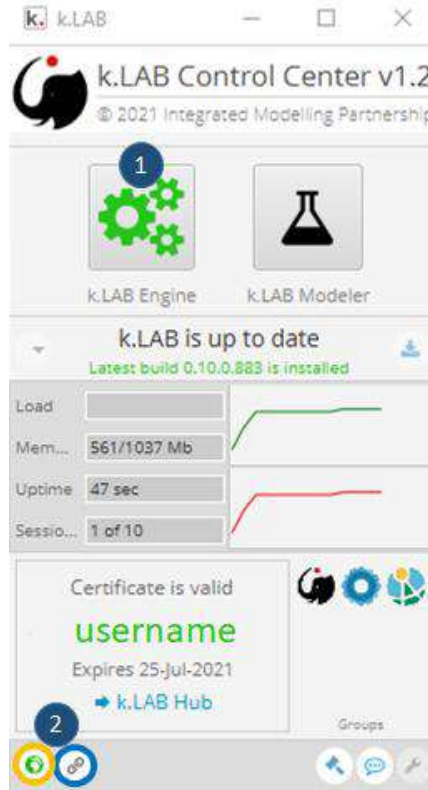 k. k.LAB
k.LAB Control Center v1.2
© 2021 Integrated Modelling Partnership
1
k.LAB Engine
k.LAB Modeler
k.LAB is up to date
Latest build 0.10.0.883 is installed
Load
Mem... 561/1037 Mb
Uptime 47 sec
Sessio... 1 of 10
Certificate is valid
username
Expires 25-Jul-2021
k.LAB Hub
Groups
2